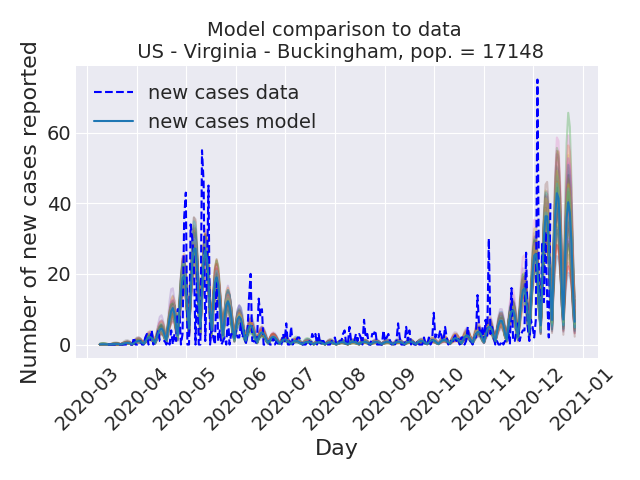 Model comparison to data
US - Virginia - Buckingham, pop. = 17148
Number of new cases reported
new cases data
new cases model
60
40
20
0
2020-03
2020-04
2020-05
2020-06
2020-07
2020-08
2020-09
2020-10
2020-11
2020-12
2021-01
Day